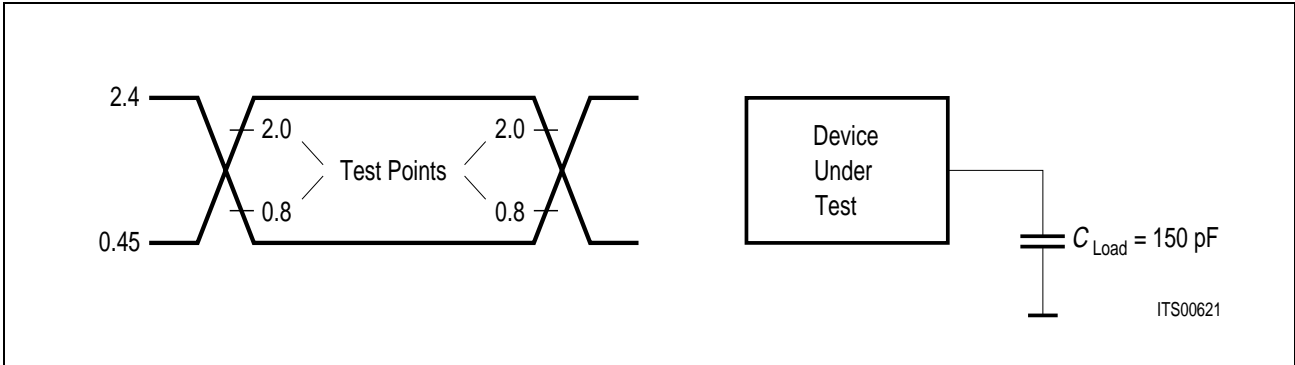 2.4
2.0
2.0
Test Points
0.8
0.8
0.45
Device
Under
Test
C Load = 150 pF
ITS00621